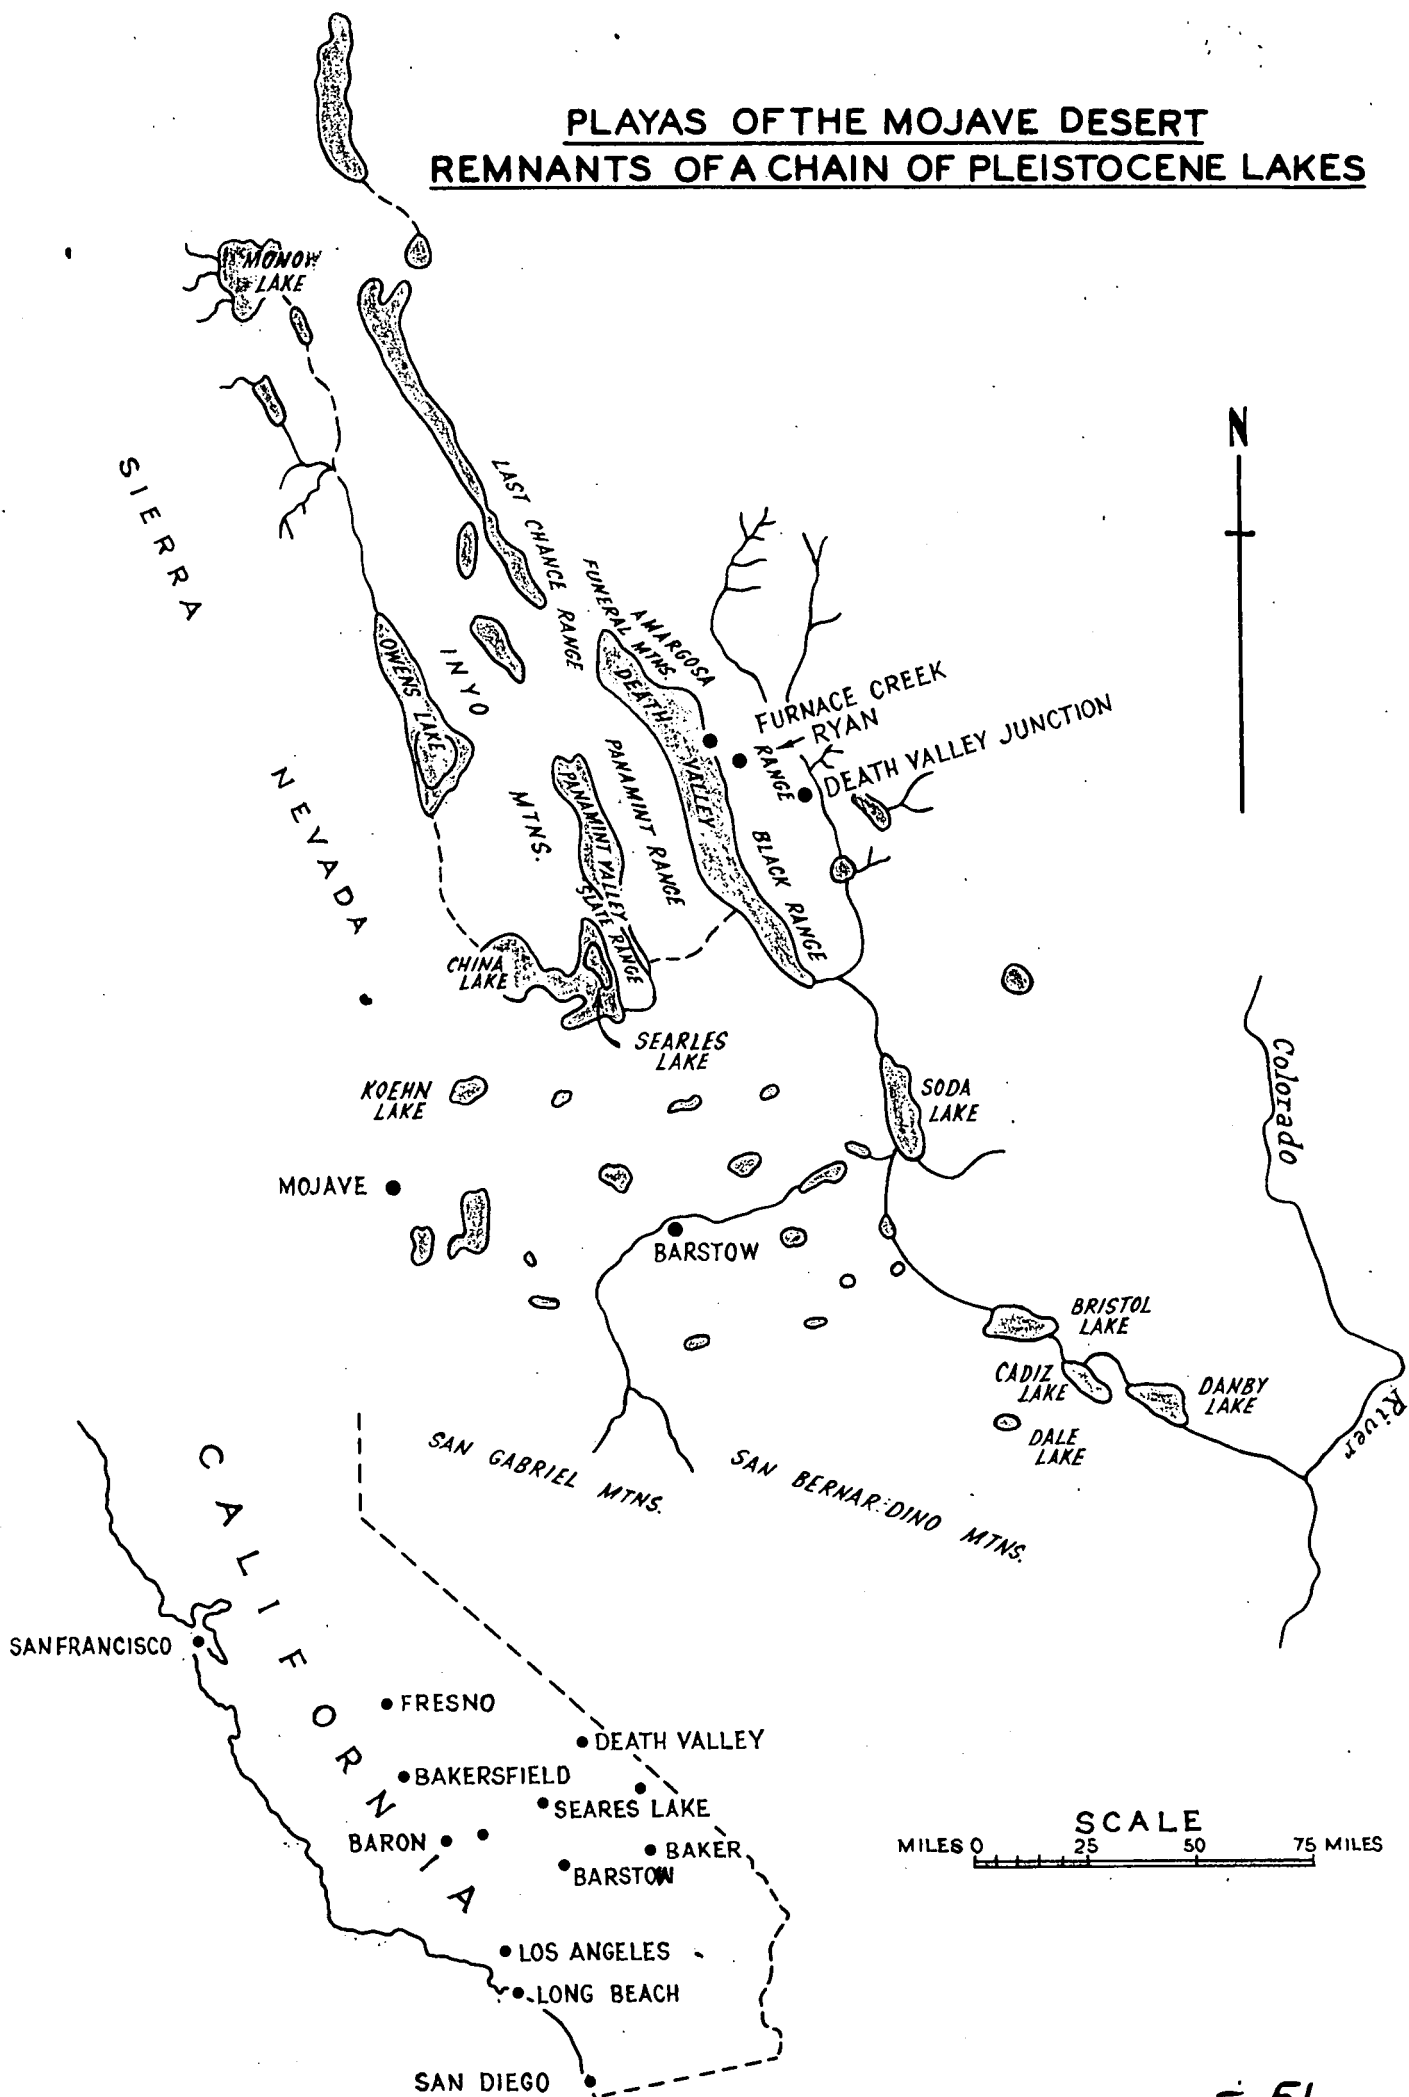 PLAYAS OF THE MOJAVE DESERT
REMNANTS OF A CHAIN OF PLEISTOCENE LAKES
MONOW
LAKE
N
SIERRA
NEVADA
LAST CHANCE RANGE
FUNERAL MTNS.
AMARGOSA
RANGE
OWENS LAKE
INYO
MTNS.
DEATH VALLEY
FURNACE CREEK
RYAN
DEATH VALLEY JUNCTION
PANAMINT VALLEY
PANAMINT RANGE
BLACK RANGE
SLATE RANGE
CHINA
LAKE
SEARLES
LAKE
KOEHN
LAKE
SODA
LAKE
Colorado
River
MOJAVE
BARSTOW
BRISTOL
LAKE
CADIZ
LAKE
DANBY
LAKE
DALE
LAKE
SAN GABRIEL MTNS.
SAN BERNAR.DINO MTNS.
CALIFORNIA
SAN FRANCISCO
FRESNO
DEATH VALLEY
BAKERSFIELD
SEARES LAKE
BARON
BAKER
BARSTOW
LOS ANGELES
LONG BEACH
SAN DIEGO
SCALE
MILES 0 25 50 75 MILES